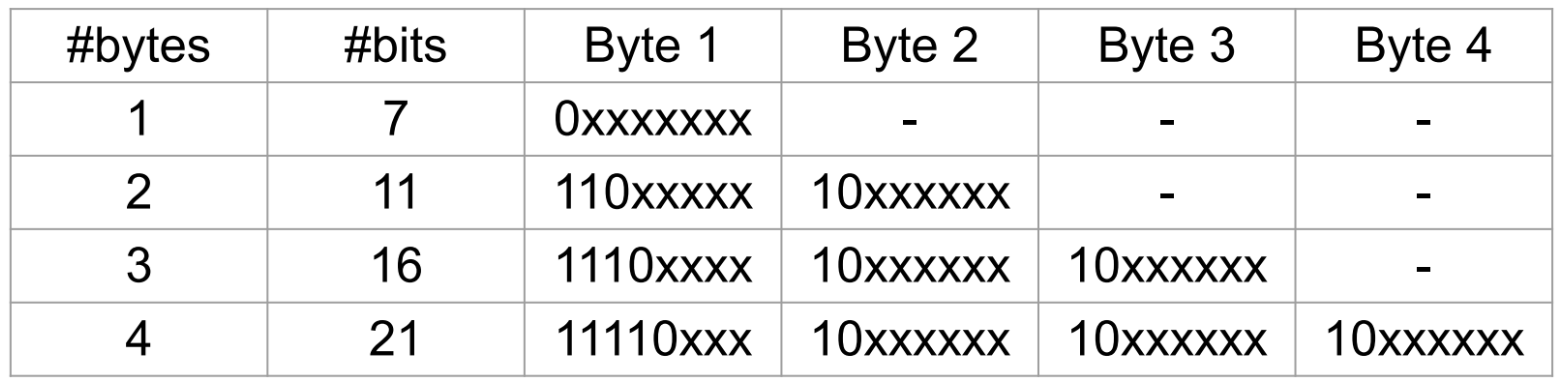 #bytes #bits Byte 1 Byte 2 Byte 3 Byte 4
1 7 0xxxxxxx - - -
2 11 110xxxxx 10xxxxxx - -
3 16 1110xxxx 10xxxxxx 10xxxxxx -
4 21 11110xxx 10xxxxxx 10xxxxxx 10xxxxxx